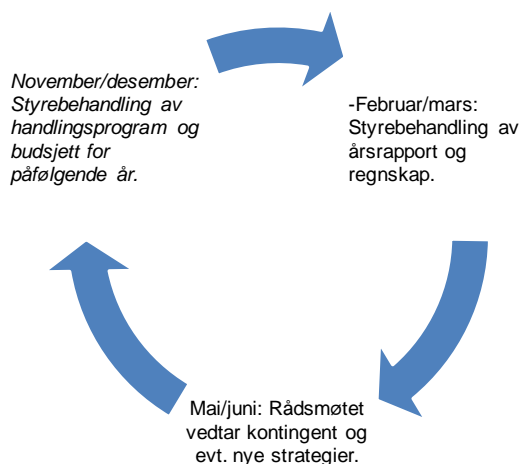 November/desember:
Styrebehandling av
handlingsprogram og
budsjett for
påfølgende år.
-Februar/mars:
Styrebehandling av
årsrapport og
regnskap.
Mai/juni: Rådsmøtet
vedtar kontingent og
evt. nye strategier.